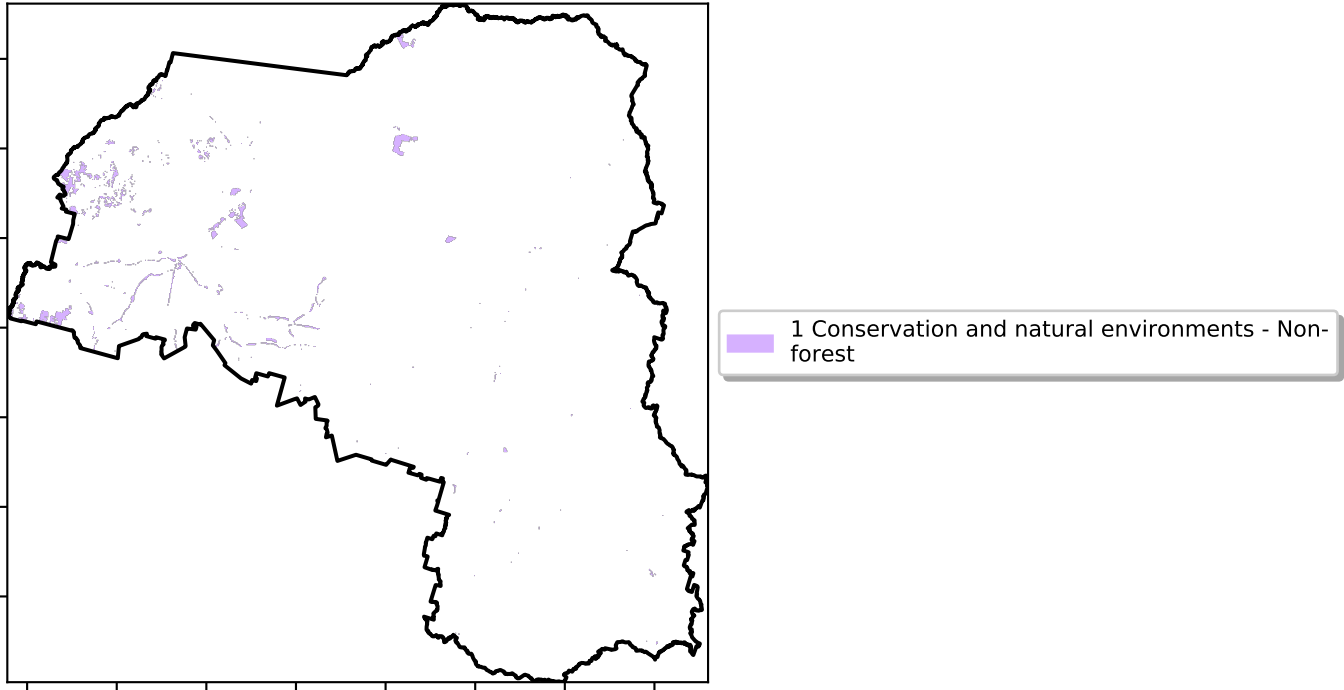 1 Conservation and natural environments - Non-
forest